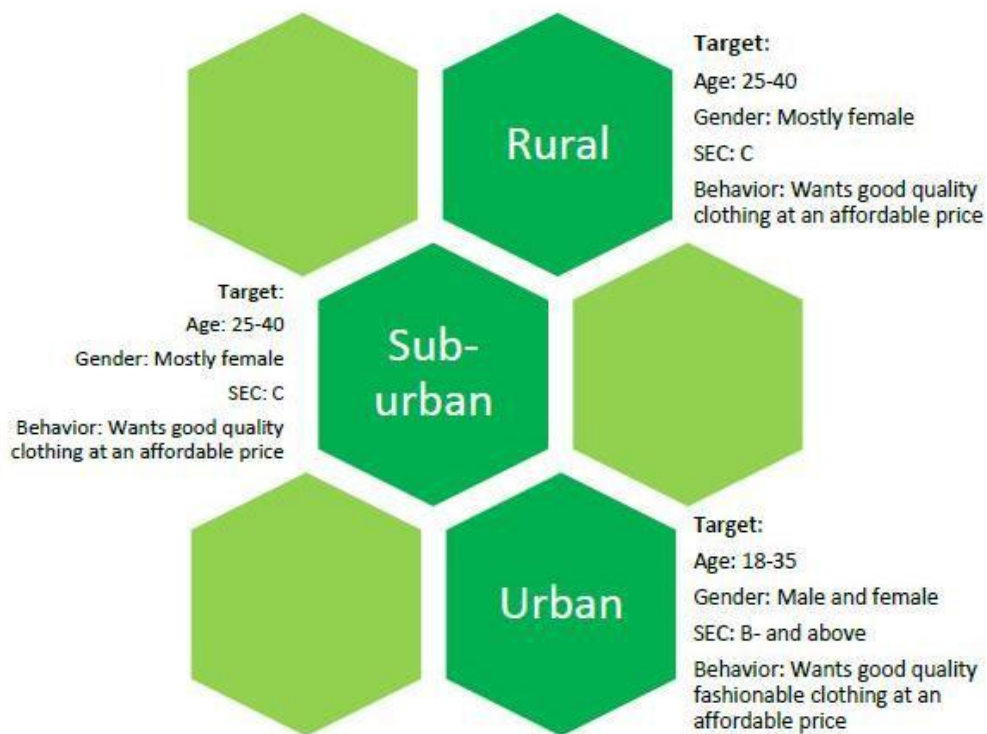 Rural
Target:
Age: 25-40
Gender: Mostly female
SEC: C
Behavior: Wants good quality
clothing at an affordable price
Sub-
urban
Target:
Age: 25-40
Gender: Mostly female
SEC: C
Behavior: Wants good quality
clothing at an affordable price
Urban
Target:
Age: 18-35
Gender: Male and female
SEC: B- and above
Behavior: Wants good quality
fashionable clothing at an
affordable price